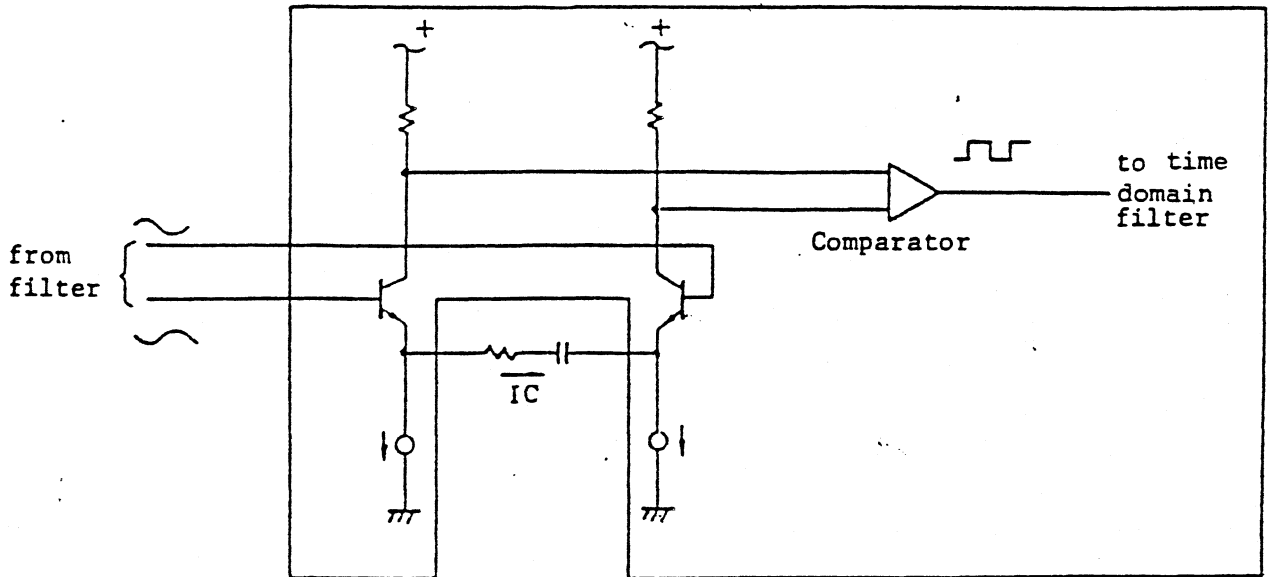 +
+
to time
domain
filter
Comparator
from
filter
IC